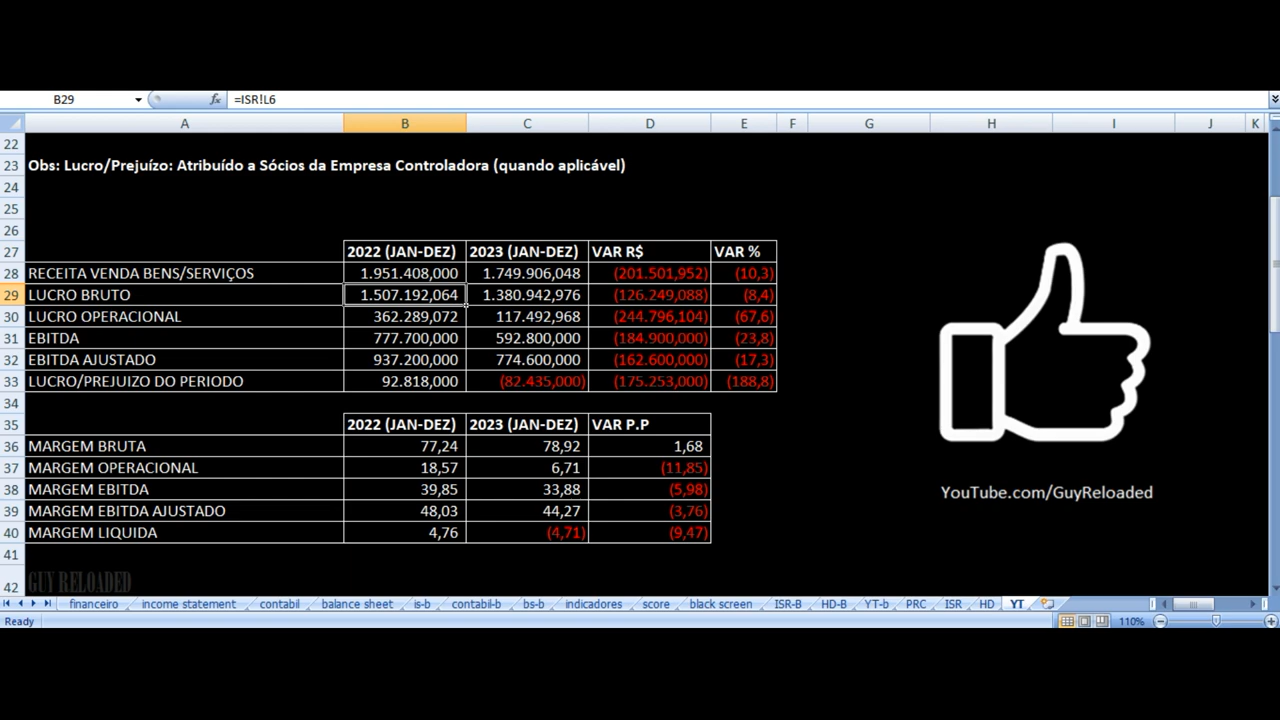 B29 fx =ISR!L6
A B C D E F G H I J K
22
23 Obs: Lucro/Prejuízo: Atribuído a Sócios da Empresa Controladora (quando aplicável)
24
25
26
27 2022 (JAN-DEZ) 2023 (JAN-DEZ) VAR R$ VAR %
28 RECEITA VENDA BENS/SERVIÇOS 1.951.408,000 1.749.906,048 (201.501,952) (10,3)
29 LUCRO BRUTO 1.507.192,064 1.380.942,976 (126.249,088) (8,4)
30 LUCRO OPERACIONAL 362.289,072 117.492,968 (244.796,104) (67,6)
31 EBITDA 777.700,000 592.800,000 (184.900,000) (23,8)
32 EBITDA AJUSTADO 937.200,000 774.600,000 (162.600,000) (17,3)
33 LUCRO/PREJUIZO DO PERIODO 92.818,000 (82.435,000) (175.253,000) (188,8)
34
35 2022 (JAN-DEZ) 2023 (JAN-DEZ) VAR P.P
36 MARGEM BRUTA 77,24 78,92 1,68
37 MARGEM OPERACIONAL 18,57 6,71 (11,85)
38 MARGEM EBITDA 39,85 33,88 (5,98)
39 MARGEM EBITDA AJUSTADO 48,03 44,27 (3,76)
40 MARGEM LIQUIDA 4,76 (4,71) (9,47)
41
42 GUY RELOADED
YouTube.com/GuyReloaded
financeiro income statement contabil balance sheet is-b contabil-b bs-b indicadores score black screen ISR-B HD-B YT-b PRC ISR HD YT
Ready 110%